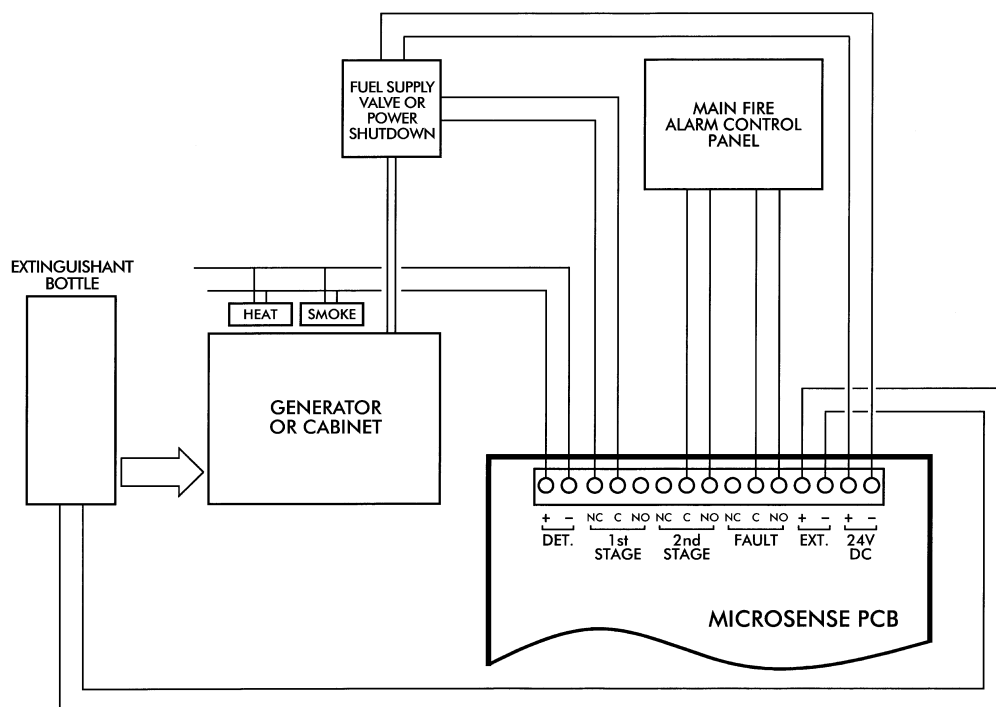 FUEL SUPPLY
VALVE OR
POWER
SHUTDOWN
MAIN FIRE
ALARM CONTROL
PANEL
EXTINGUISHANT
BOTTLE
HEAT
SMOKE
GENERATOR
OR CABINET
+ − NC C NO NC C NO NC C NO + − + −
DET. 1st STAGE 2nd STAGE FAULT EXT. 24V DC
MICROSENSE PCB